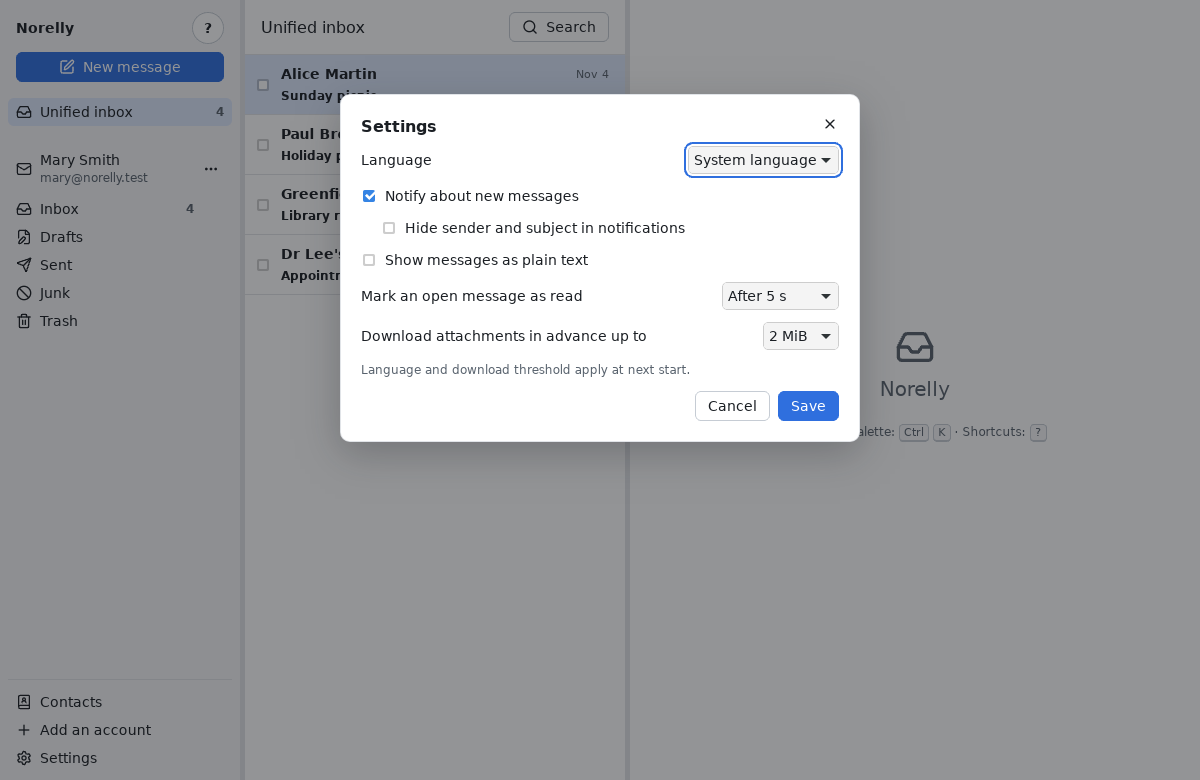 Norelly
?
New message
Unified inbox 4
Mary Smith
mary@norelly.test
Inbox 4
Drafts
Sent
Junk
Trash
Contacts
Add an account
Settings
Unified inbox
Search
Alice Martin Nov 4
Sunday
Paul
Holiday
Library
Dr Lee's
Settings
Language System language
Notify about new messages
Hide sender and subject in notifications
Show messages as plain text
Mark an open message as read After 5 s
Download attachments in advance up to 2 MiB
Language and download threshold apply at next start.
Cancel Save
Norelly
Ctrl K · Shortcuts: ?